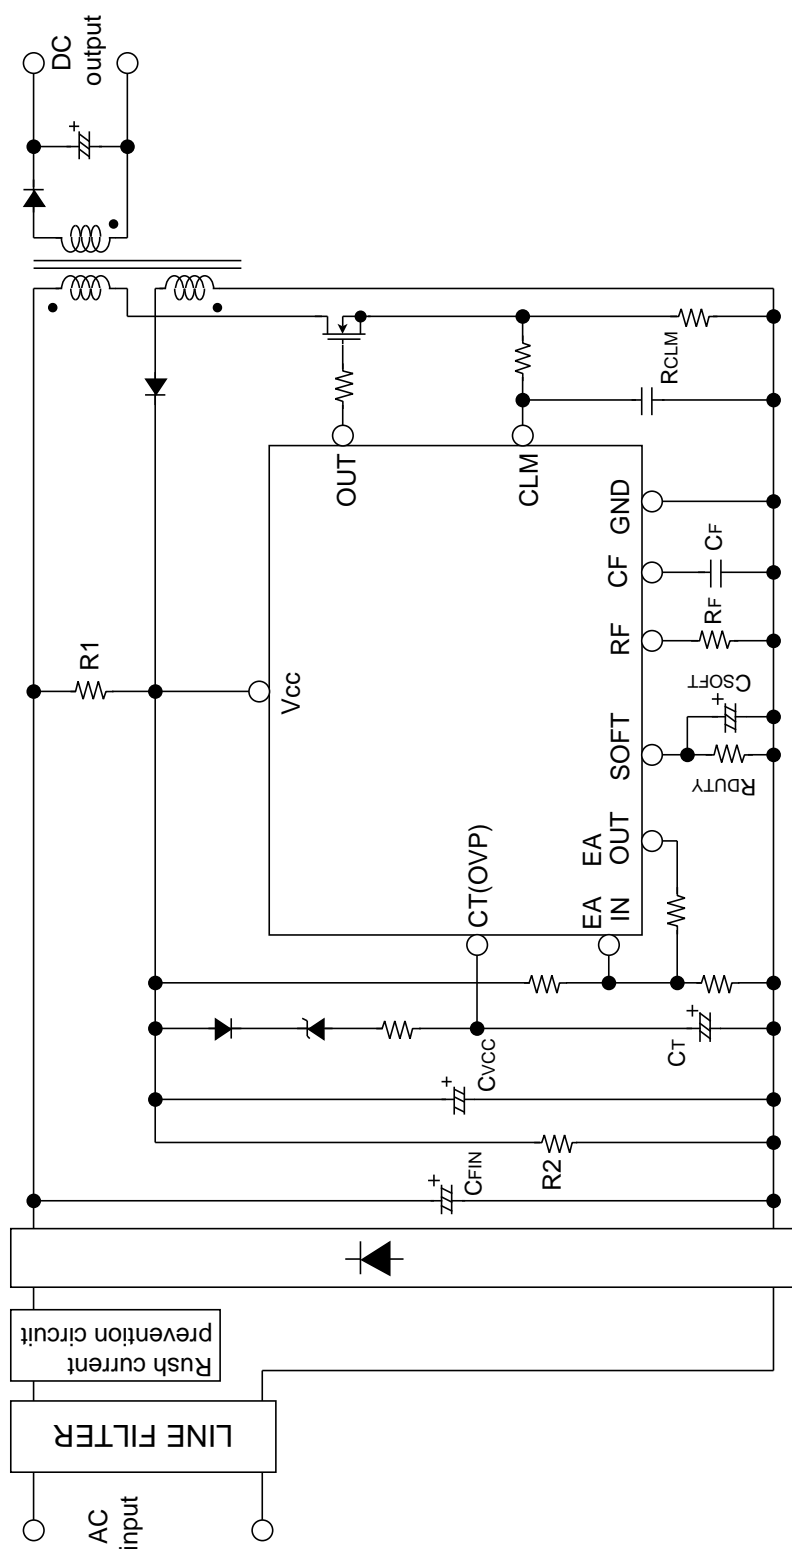 AC
input
LINE FILTER
Rush current
prevention circuit
CFIN
+
R2
CVCC
+
CT
+
R1
VCC
CT(OVP)
EA
IN
EA
OUT
SOFT
RF
CF
GND
OUT
CLM
RDUTY
CSOFT
+
RF
CF
RCLM
+
DC
output